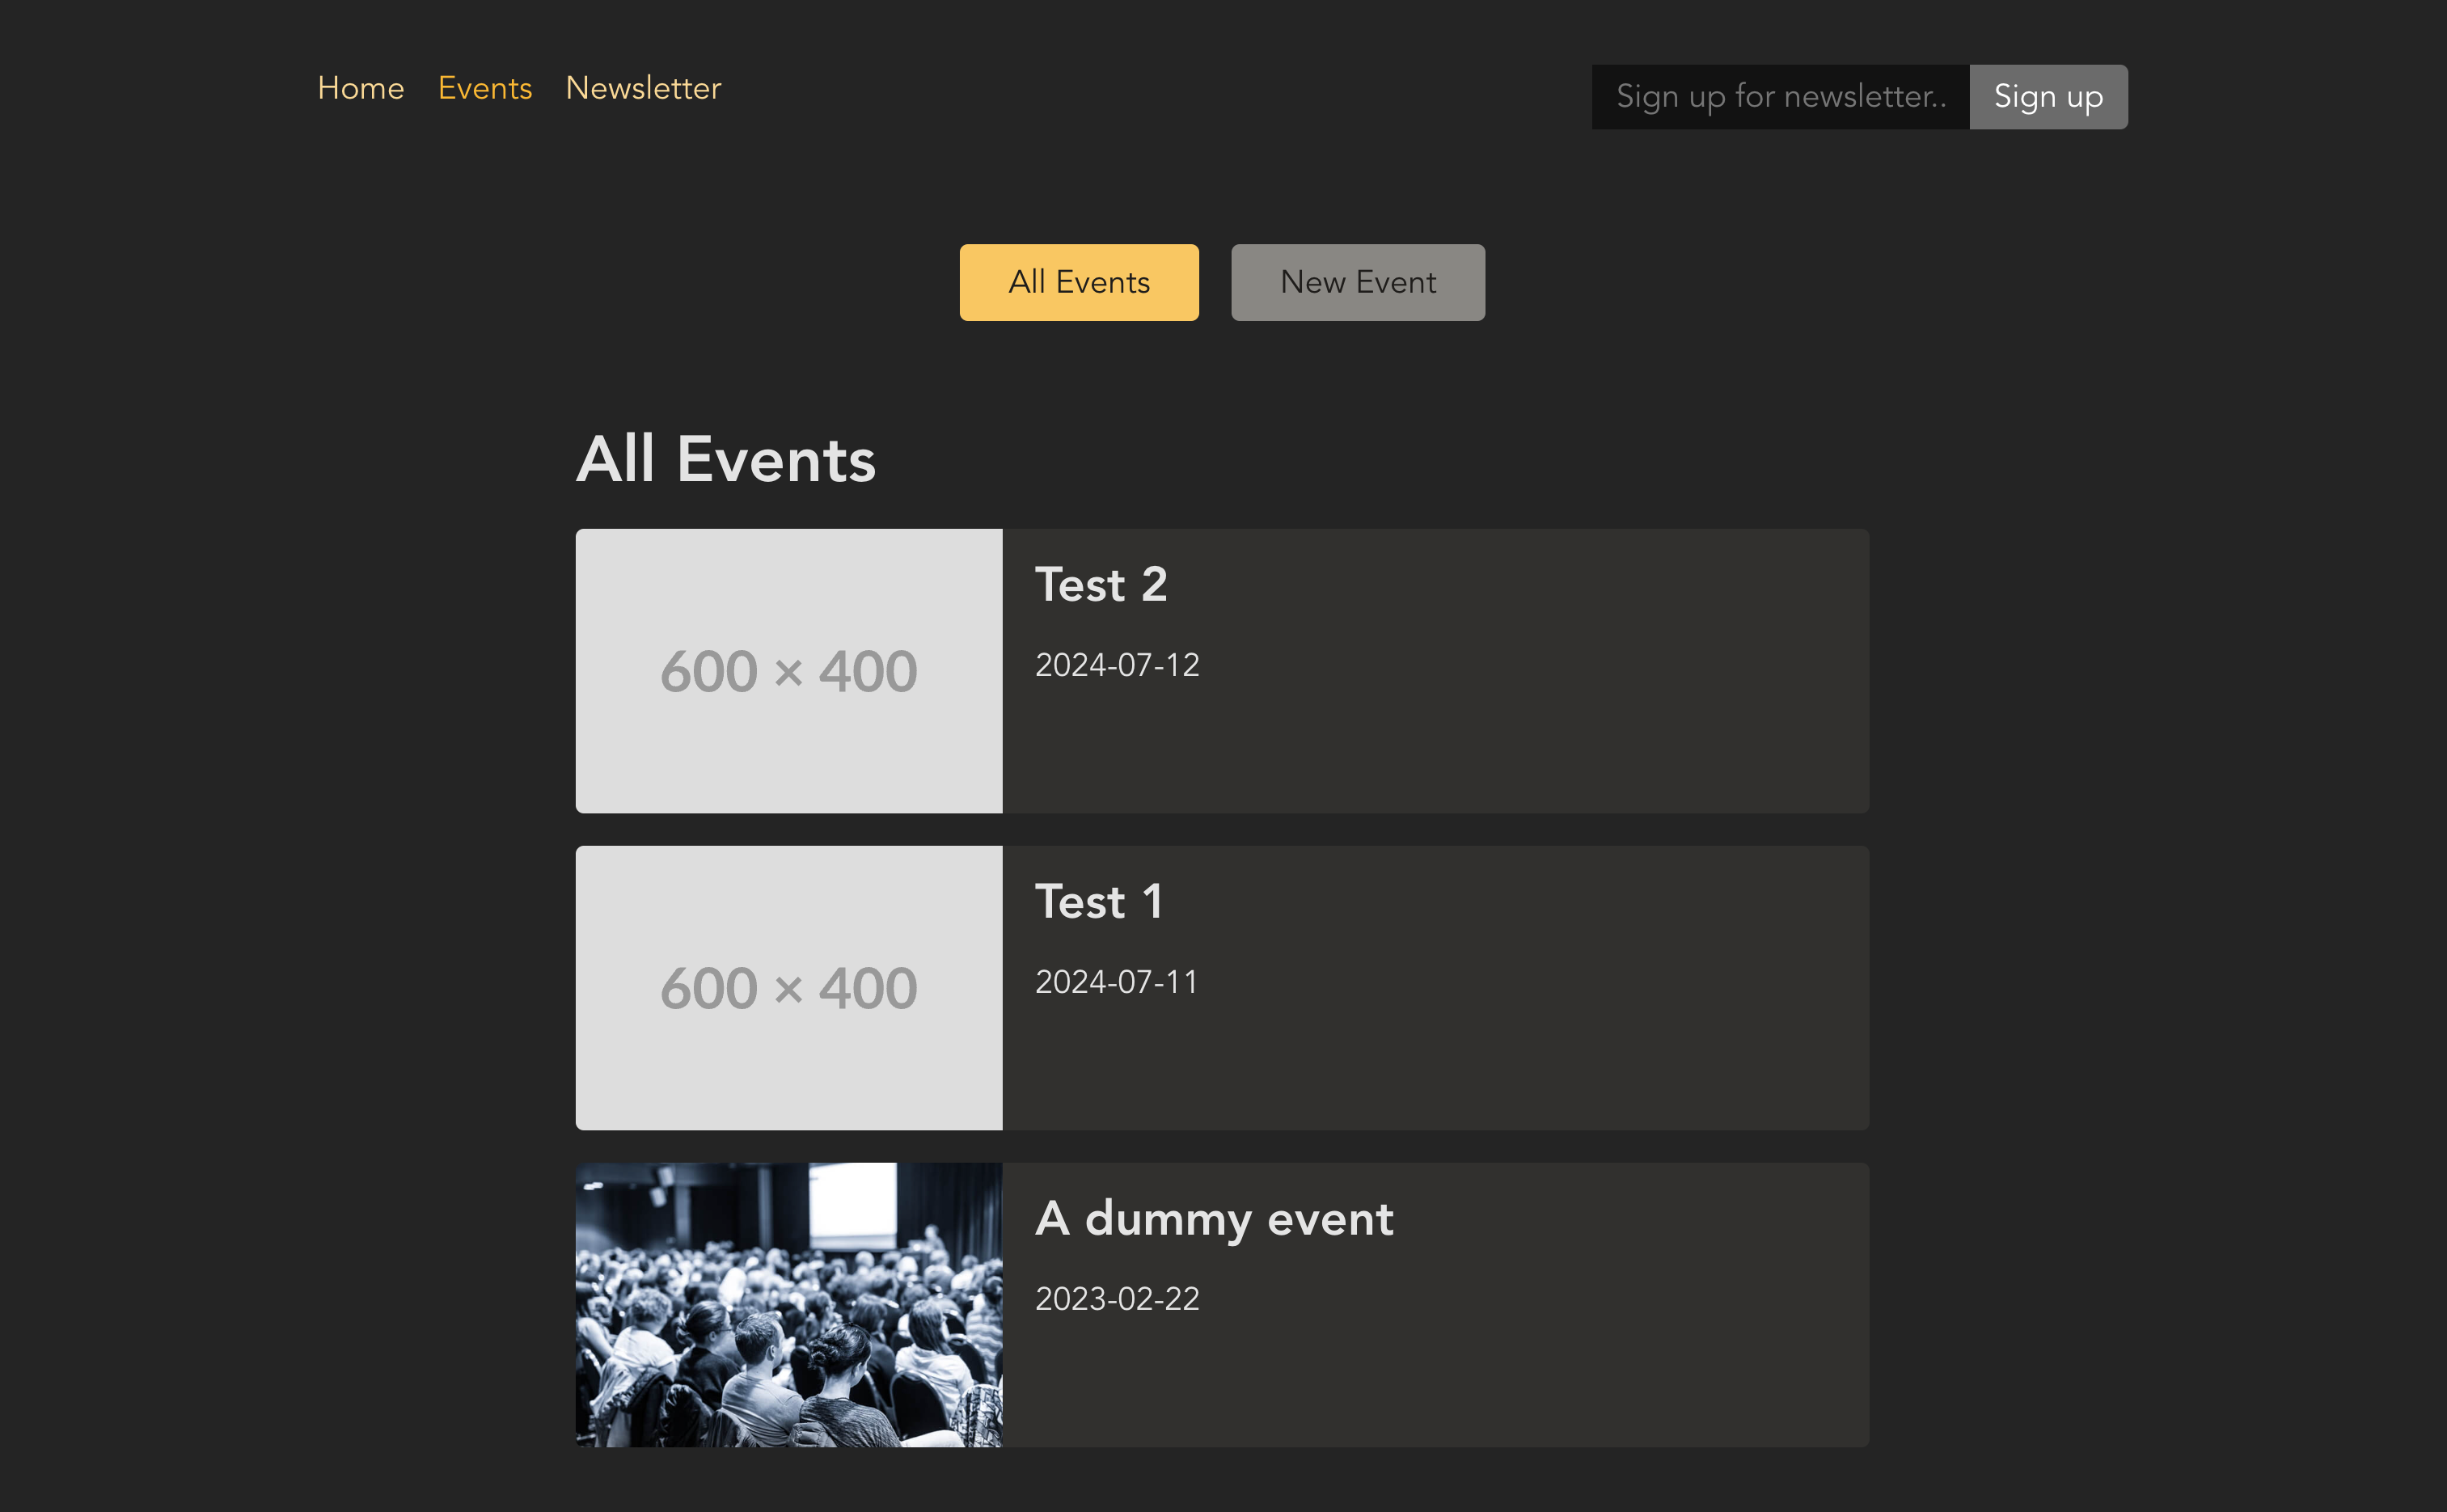 Home Events Newsletter
Sign up for newsletter.. Sign up
All Events New Event
All Events
600 × 400
Test 2
2024-07-12
600 × 400
Test 1
2024-07-11
A dummy event
2023-02-22